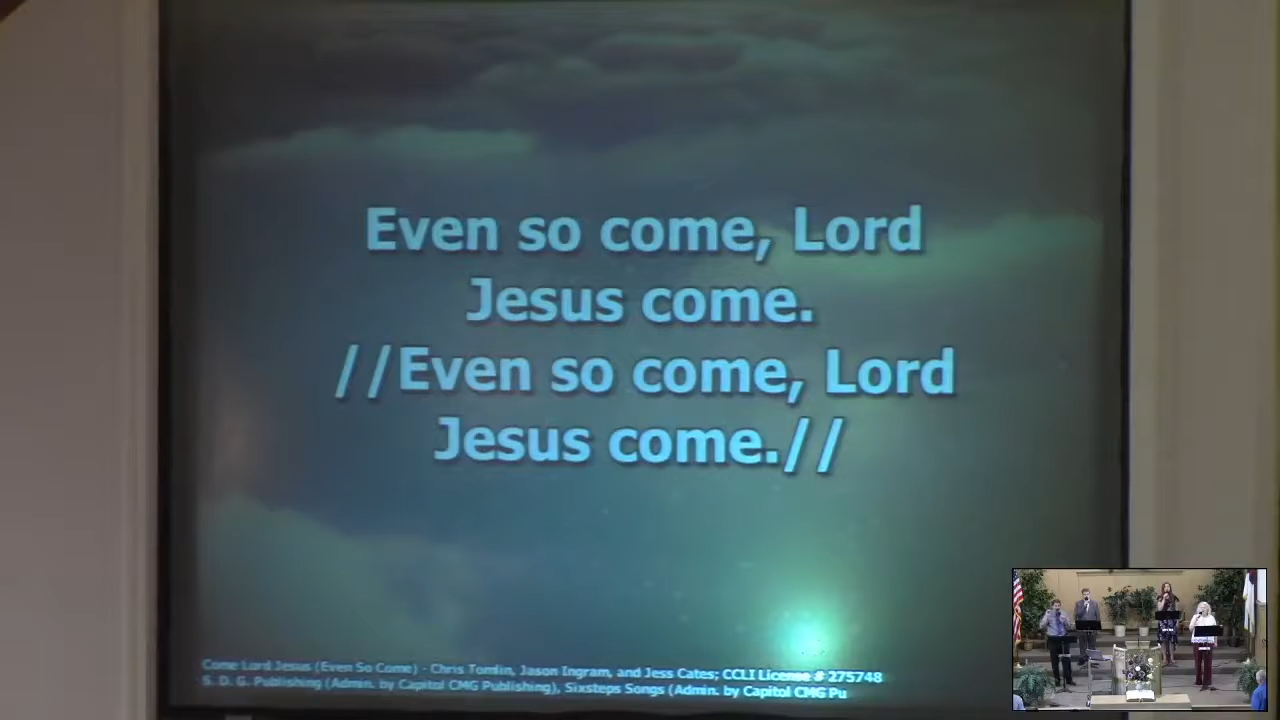 Even so come, Lord
Jesus come.
//Even so come, Lord
Jesus come.//
Come Lord Jesus (Even So Come) - Chris Tomlin, Jason Ingram, and Jess Cates; CCLI License # 275748
S. D. G. Publishing (Admin. by Capitol CMG Publishing), Sixsteps Songs (Admin. by Capitol CMG Pu